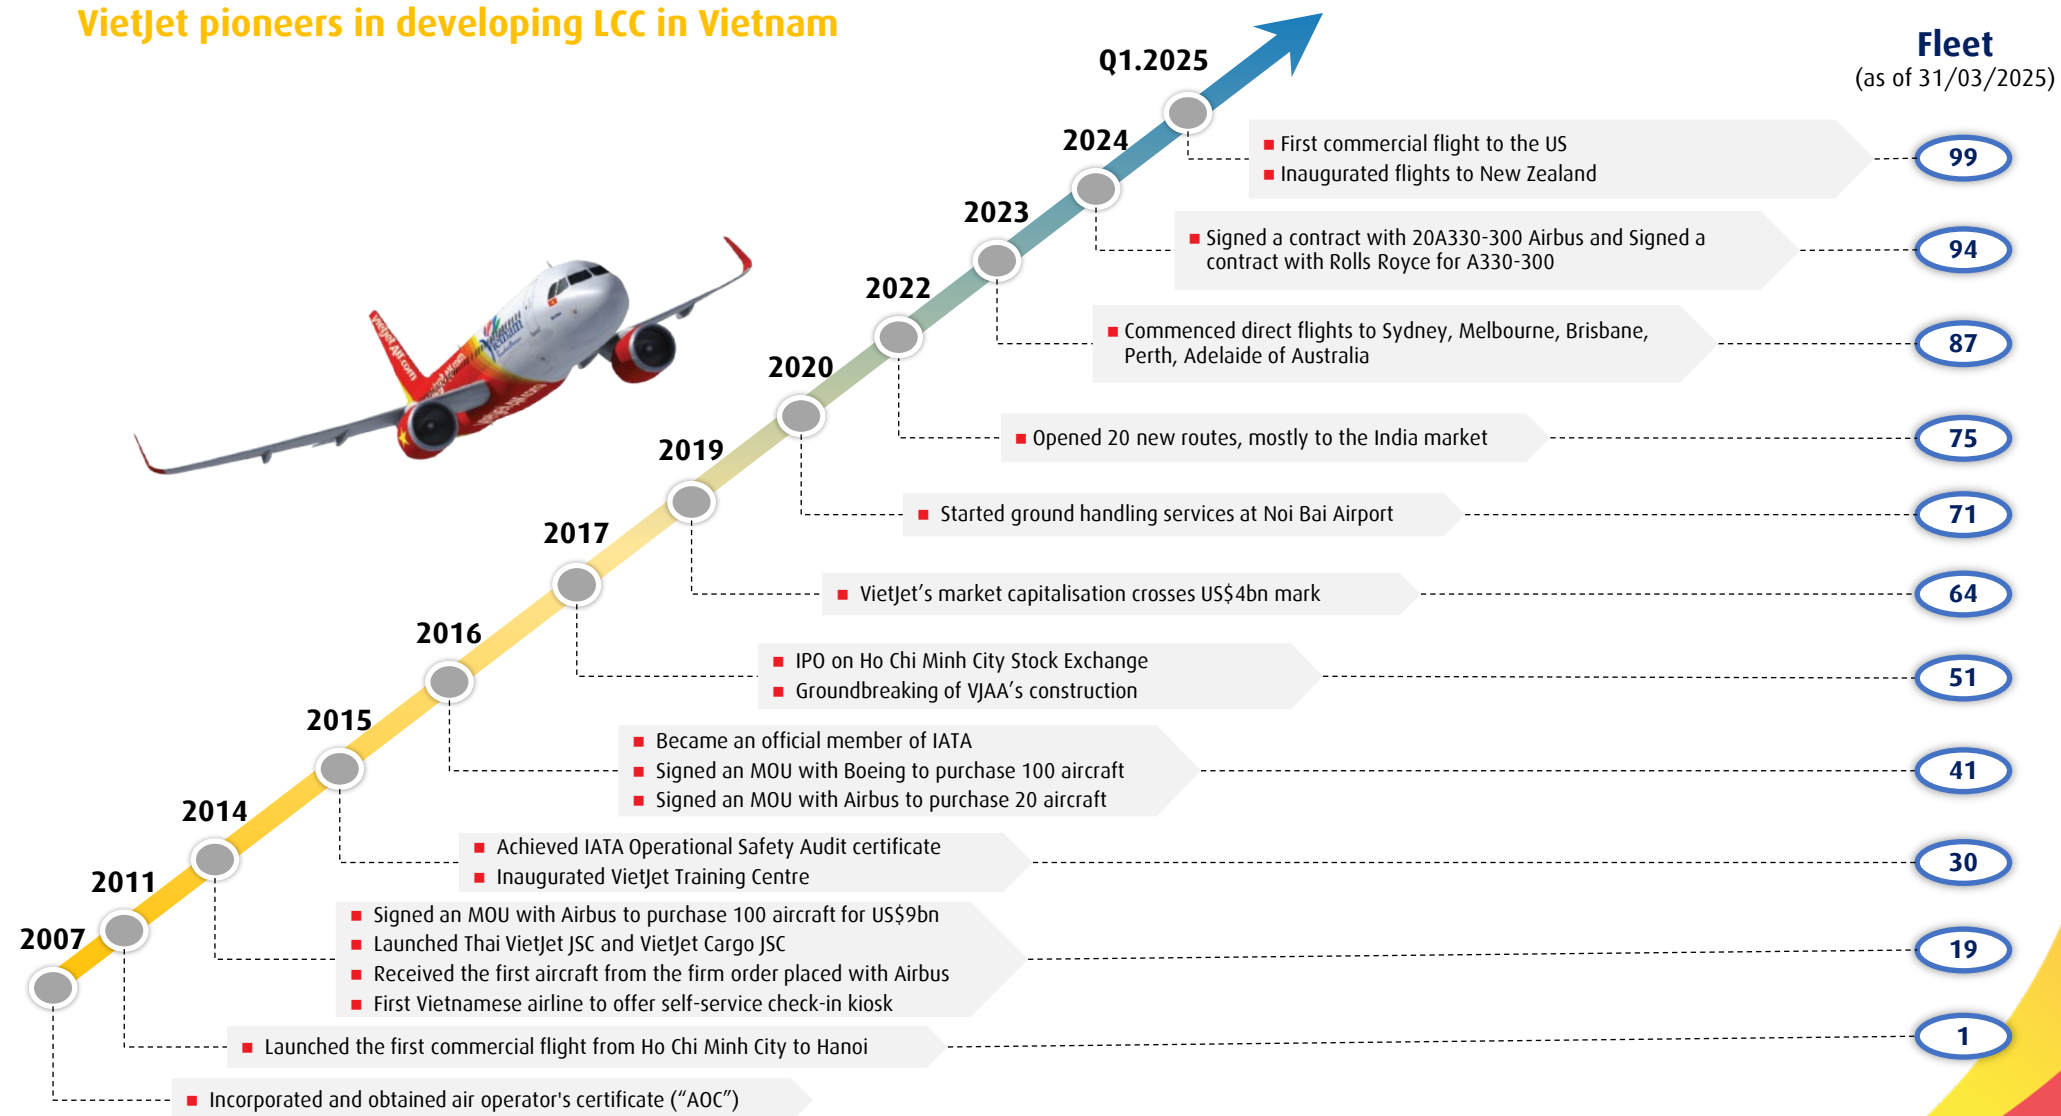 VietJet pioneers in developing LCC in Vietnam
Fleet
(as of 31/03/2025)
Q1.2025
■ First commercial flight to the US
■ Inaugurated flights to New Zealand
99
2024
■ Signed a contract with 20A330-300 Airbus and Signed a
contract with Rolls Royce for A330-300
94
2023
■ Commenced direct flights to Sydney, Melbourne, Brisbane,
Perth, Adelaide of Australia
87
2022
■ Opened 20 new routes, mostly to the India market
75
2020
■ Started ground handling services at Noi Bai Airport
71
2019
■ VietJet’s market capitalisation crosses US$4bn mark
64
2017
■ IPO on Ho Chi Minh City Stock Exchange
■ Groundbreaking of VJAA’s construction
51
2016
■ Became an official member of IATA
■ Signed an MOU with Boeing to purchase 100 aircraft
■ Signed an MOU with Airbus to purchase 20 aircraft
41
2015
■ Achieved IATA Operational Safety Audit certificate
■ Inaugurated VietJet Training Centre
30
2014
■ Signed an MOU with Airbus to purchase 100 aircraft for US$9bn
■ Launched Thai VietJet JSC and VietJet Cargo JSC
■ Received the first aircraft from the firm order placed with Airbus
■ First Vietnamese airline to offer self-service check-in kiosk
19
2011
■ Launched the first commercial flight from Ho Chi Minh City to Hanoi
1
2007
■ Incorporated and obtained air operator's certificate (“AOC”)
vietjetAir.com